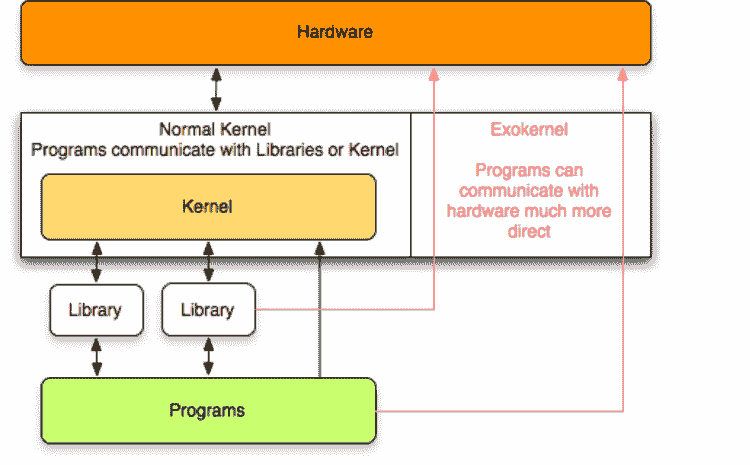 Hardware
Normal Kernel
Programs communicate with Libraries or Kernel
Kernel
Exokernel
Programs can
communicate with
hardware much more
direct
Library
Library
Programs